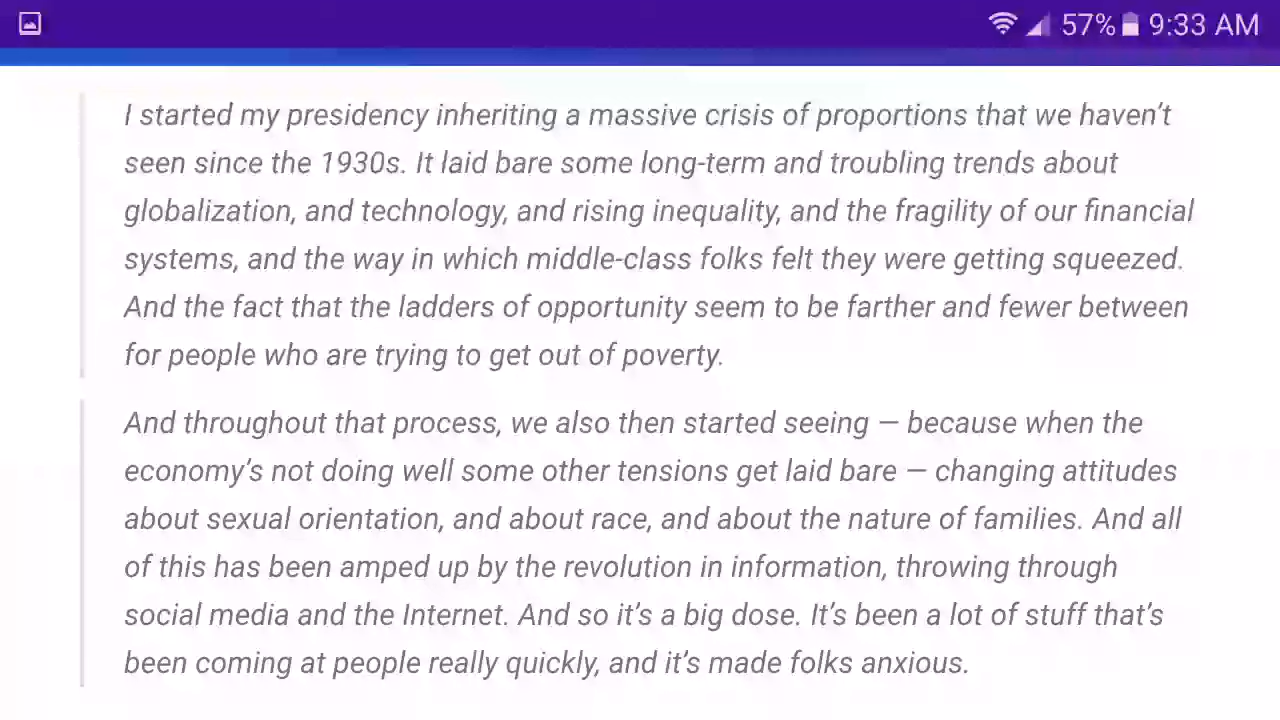 57% 9:33 AM
I started my presidency inheriting a massive crisis of proportions that we haven’t
seen since the 1930s. It laid bare some long-term and troubling trends about
globalization, and technology, and rising inequality, and the fragility of our financial
systems, and the way in which middle-class folks felt they were getting squeezed.
And the fact that the ladders of opportunity seem to be farther and fewer between
for people who are trying to get out of poverty.
And throughout that process, we also then started seeing — because when the
economy’s not doing well some other tensions get laid bare — changing attitudes
about sexual orientation, and about race, and about the nature of families. And all
of this has been amped up by the revolution in information, throwing through
social media and the Internet. And so it’s a big dose. It’s been a lot of stuff that’s
been coming at people really quickly, and it’s made folks anxious.